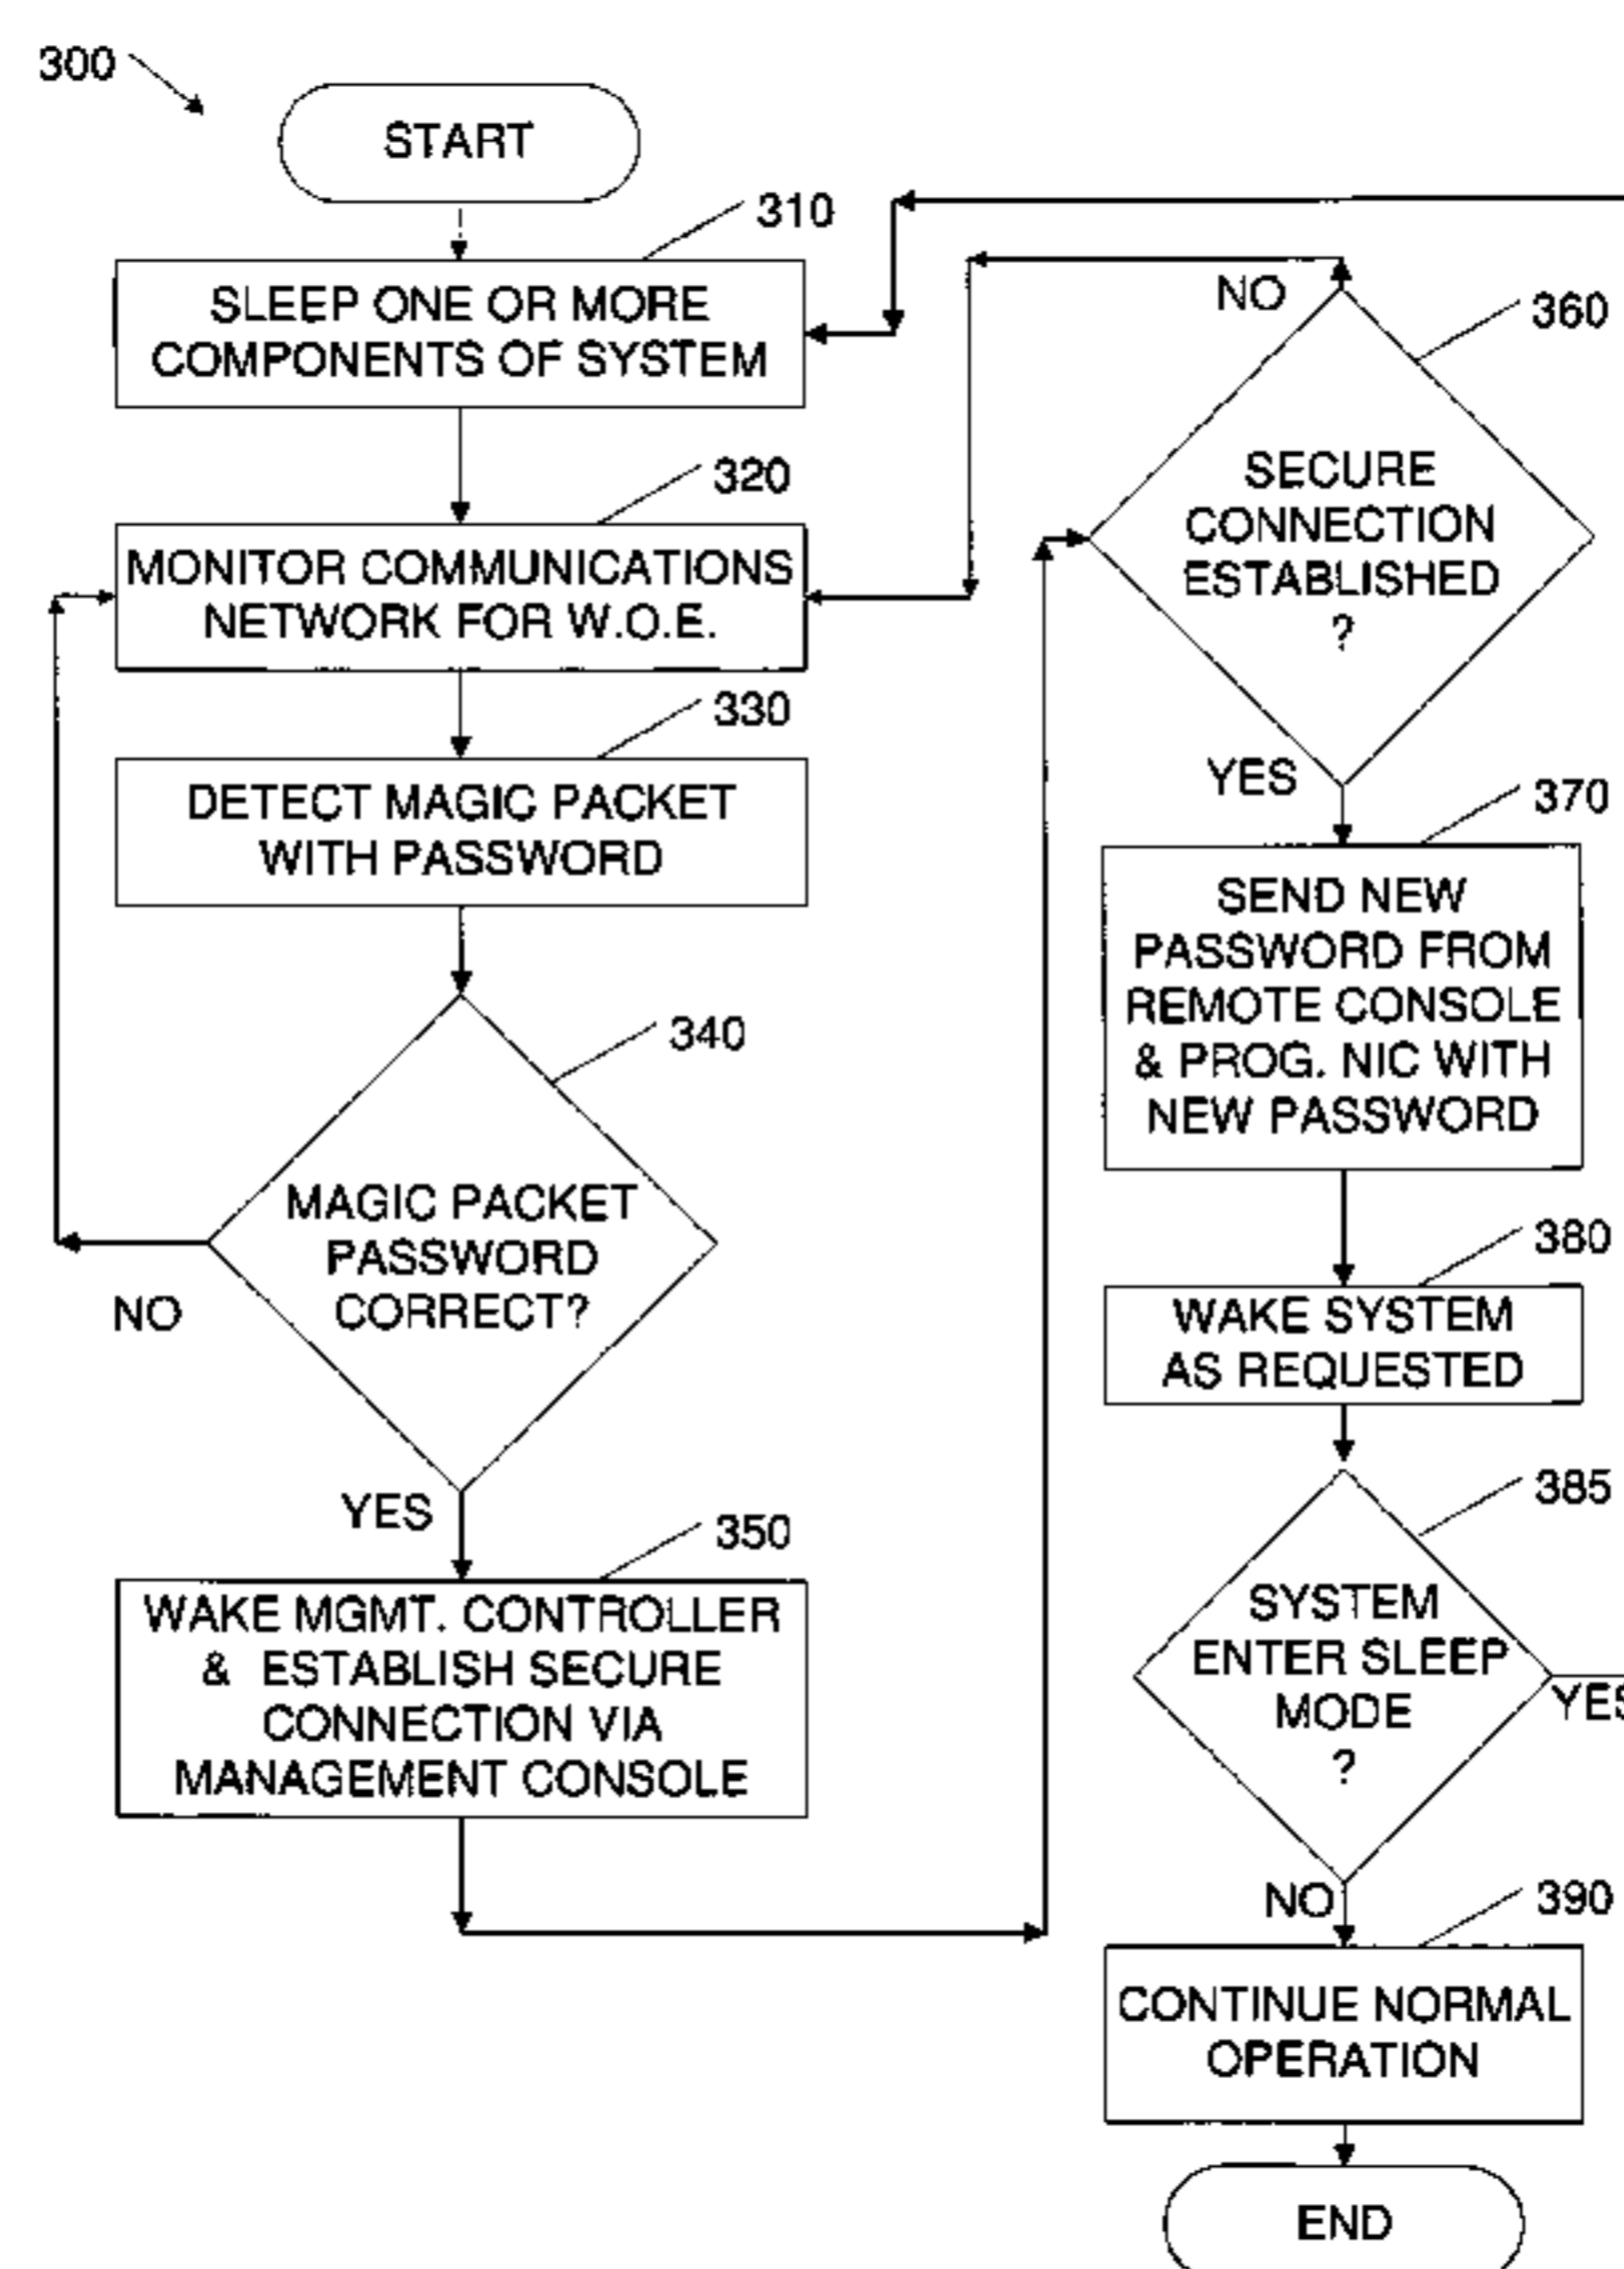 300
START
310
SLEEP ONE OR MORE
COMPONENTS OF SYSTEM
320
MONITOR COMMUNICATIONS
NETWORK FOR W.O.E.
330
DETECT MAGIC PACKET
WITH PASSWORD
340
MAGIC PACKET
PASSWORD
CORRECT?
NO
YES
350
WAKE MGMT. CONTROLLER
& ESTABLISH SECURE
CONNECTION VIA
MANAGEMENT CONSOLE
NO
360
SECURE
CONNECTION
ESTABLISHED
?
YES
370
SEND NEW
PASSWORD FROM
REMOTE CONSOLE
& PROG. NIC WITH
NEW PASSWORD
380
WAKE SYSTEM
AS REQUESTED
385
SYSTEM
ENTER SLEEP
MODE
?
YES
NO
390
CONTINUE NORMAL
OPERATION
END